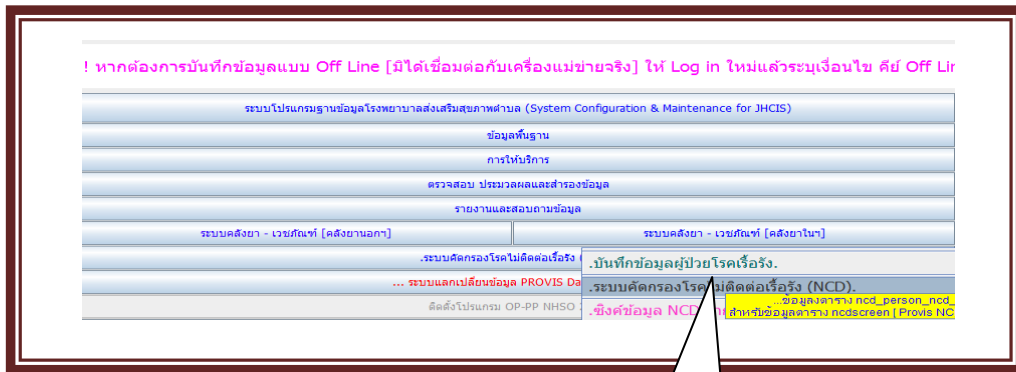 ! หากต้องการบันทึกข้อมูลแบบ Off Line [มิได้เชื่อมต่อกับเครื่องแม่ข่ายจริง] ให้ Log in ใหม่แล้วระบุเงื่อนไข คีย์ Off Lin
ระบบโปรแกรมฐานข้อมูลโรงพยาบาลส่งเสริมสุขภาพตำบล (System Configuration & Maintenance for JHCIS)
ข้อมูลพื้นฐาน
การให้บริการ
ตรวจสอบ ประมวลผลและสำรองข้อมูล
รายงานและสอบถามข้อมูล
ระบบคลังยา - เวชภัณฑ์ [คลังยานอกฯ]
ระบบคลังยา - เวชภัณฑ์ [คลังยาในฯ]
.ระบบคัดกรองโรคไม่ติดต่อเรื้อรัง
.บันทึกข้อมูลผู้ป่วยโรคเรื้อรัง.
... ระบบแลกเปลี่ยนข้อมูล PROVIS Da
.ระบบคัดกรองโรคไม่ติดต่อเรื้อรัง (NCD).
...ข้อมูลงตาราง ncd_person_ncd_
ติดตั้งโปรแกรม OP-PP NHSO
.ซิงค์ข้อมูล NCD
สำหรับข้อมูลตาราง ncdscreen [Provis NC